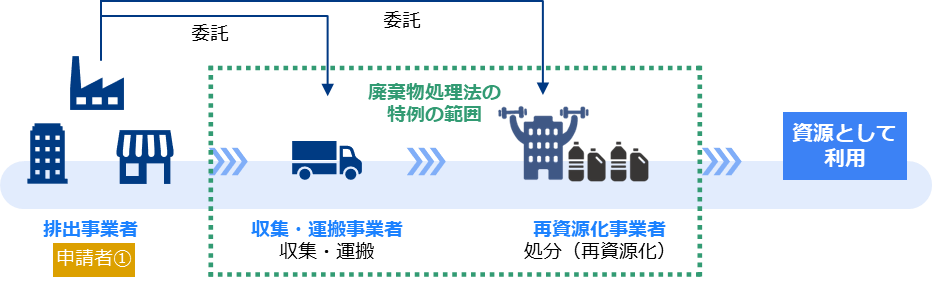 委託
委託
廃棄物処理法の
特例の範囲
資源として
利用
排出事業者
申請者①
収集・運搬事業者
収集・運搬
再資源化事業者
処分（再資源化）